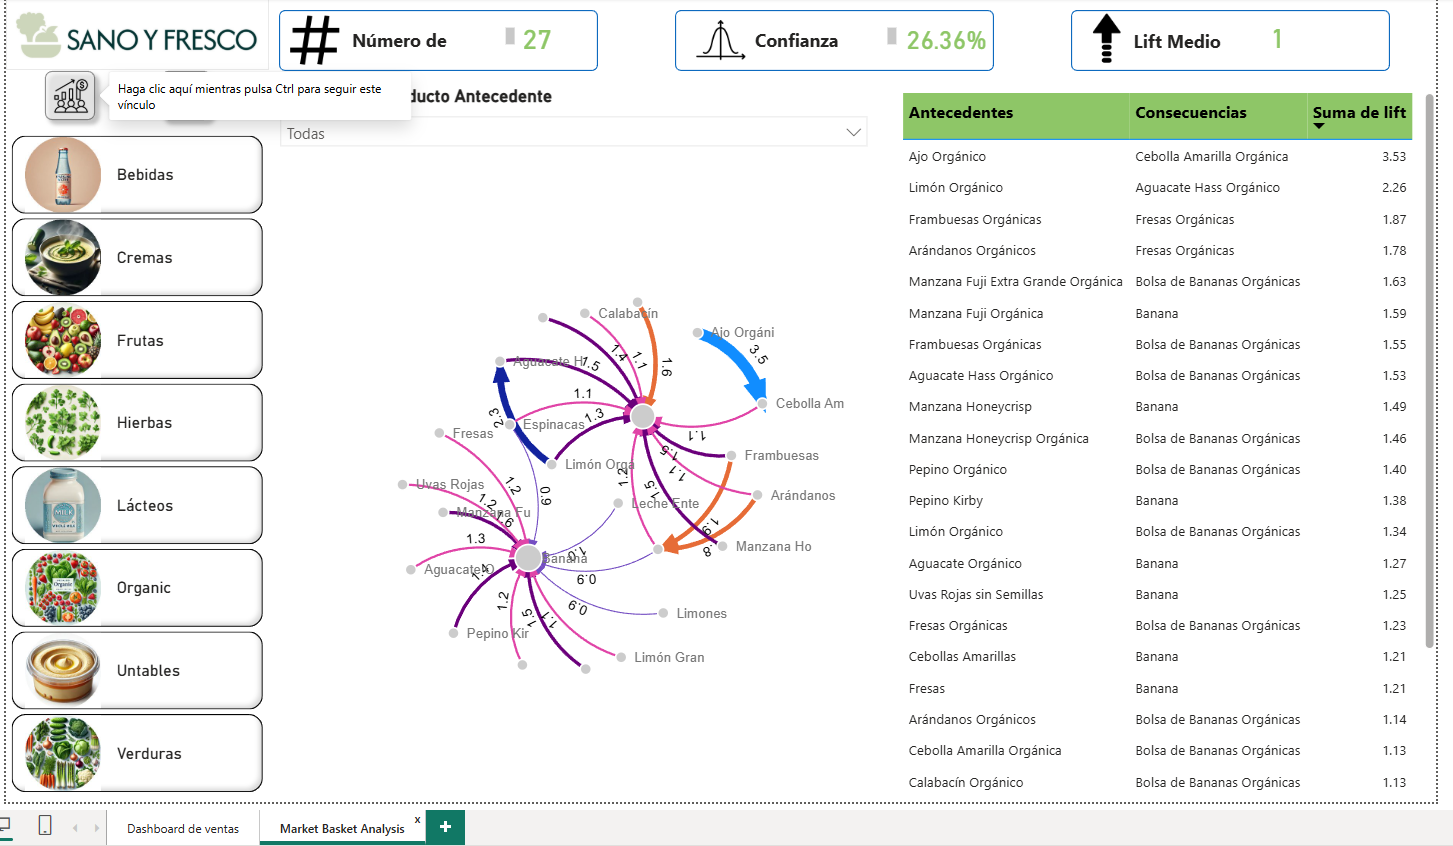 SANO Y FRESCO
Número de
27
Confianza
26.36%
Lift Medio
1
Haga clic aquí mientras pulsa Ctrl para seguir este
vínculo
ducto Antecedente
Todas
Bebidas
Cremas
Frutas
Hierbas
Lácteos
Organic
Untables
Verduras
Calabacín
Ajo Orgáni
Aguacate H
Cebolla Am
Espinacas
Fresas
Limón Orga
Frambuesas
Uvas Rojas
Arándanos
Leche Ente
Manzana Fu
Manzana Ho
Banana
Aguacate O
Limones
Pepino Kir
Limón Gran
3.5
1.6
1.1
1.4
1.5
1.1
1.3
2.3
1.1
1.5
1.1
1.5
1.2
1.2
0.9
1.2
1.6
1.3
1.9
1.8
0.9
0.9
1.4
1.2
1.5
1.1
Antecedentes Consecuencias Suma de lift
Ajo Orgánico Cebolla Amarilla Orgánica 3.53
Limón Orgánico Aguacate Hass Orgánico 2.26
Frambuesas Orgánicas Fresas Orgánicas 1.87
Arándanos Orgánicos Fresas Orgánicas 1.78
Manzana Fuji Extra Grande Orgánica Bolsa de Bananas Orgánicas 1.63
Manzana Fuji Orgánica Banana 1.59
Frambuesas Orgánicas Bolsa de Bananas Orgánicas 1.55
Aguacate Hass Orgánico Bolsa de Bananas Orgánicas 1.53
Manzana Honeycrisp Banana 1.49
Manzana Honeycrisp Orgánica Bolsa de Bananas Orgánicas 1.46
Pepino Orgánico Bolsa de Bananas Orgánicas 1.40
Pepino Kirby Banana 1.38
Limón Orgánico Bolsa de Bananas Orgánicas 1.34
Aguacate Orgánico Banana 1.27
Uvas Rojas sin Semillas Banana 1.25
Fresas Orgánicas Bolsa de Bananas Orgánicas 1.23
Cebollas Amarillas Banana 1.21
Fresas Banana 1.21
Arándanos Orgánicos Bolsa de Bananas Orgánicas 1.14
Cebolla Amarilla Orgánica Bolsa de Bananas Orgánicas 1.13
Calabacín Orgánico Bolsa de Bananas Orgánicas 1.13
Dashboard de ventas
Market Basket Analysis
x
+